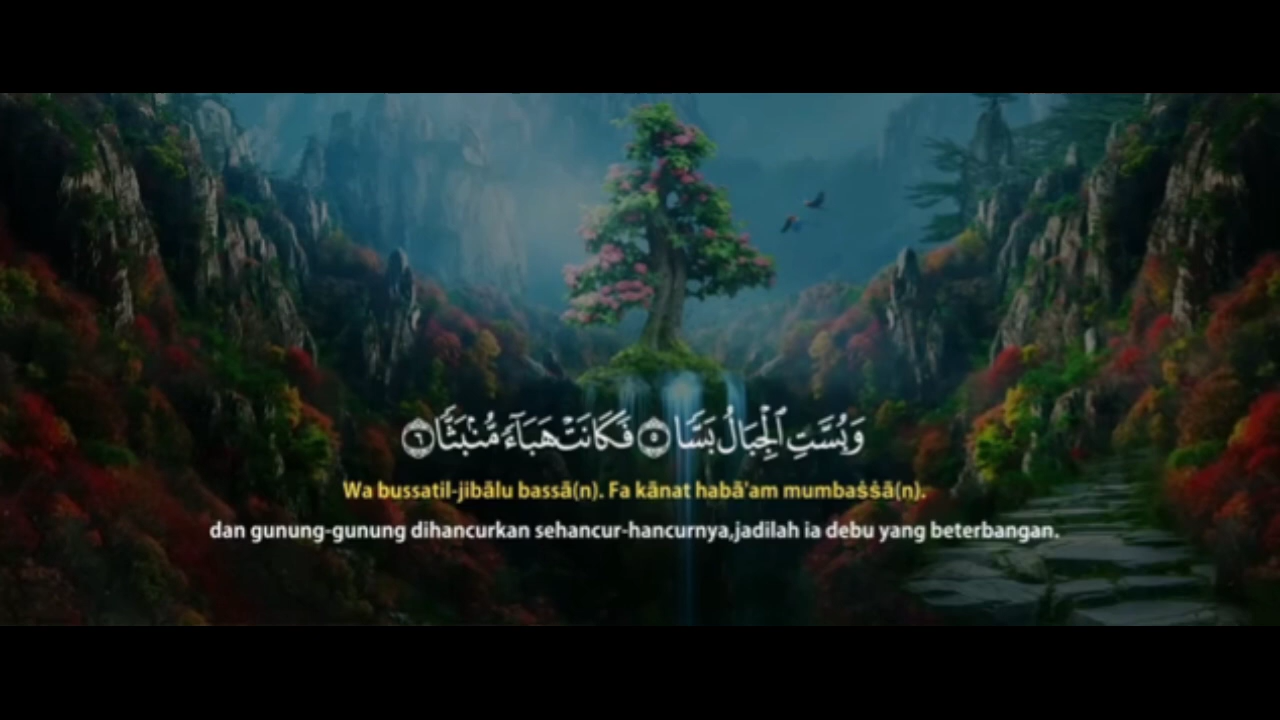 وَبُسَّتِ ٱلْجِبَالُ بَسًّا ٥ فَكَانَتْ هَبَآءً مُّنۢبَثًّا ٦
Wa bussatil-jibālu bassā(n). Fa kānat habā'am mumbaṡṡā(n).
dan gunung-gunung dihancurkan sehancur-hancurnya,jadilah ia debu yang beterbangan.